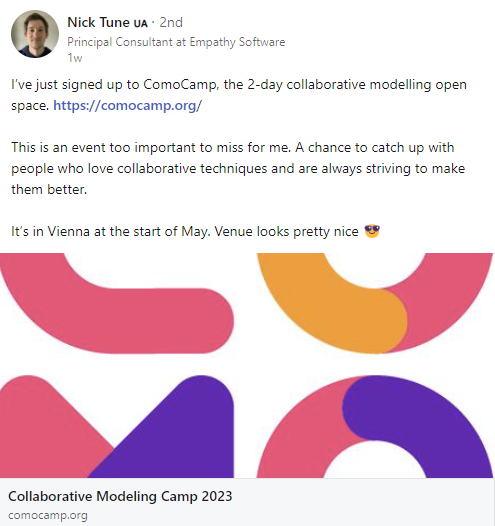 Nick Tune UA · 2nd
Principal Consultant at Empathy Software
1w
I've just signed up to ComoCamp, the 2-day collaborative modelling open
space. https://comocamp.org/
This is an event too important to miss for me. A chance to catch up with
people who love collaborative techniques and are always striving to make
them better.
It's in Vienna at the start of May. Venue looks pretty nice 😎
Collaborative Modeling Camp 2023
comocamp.org